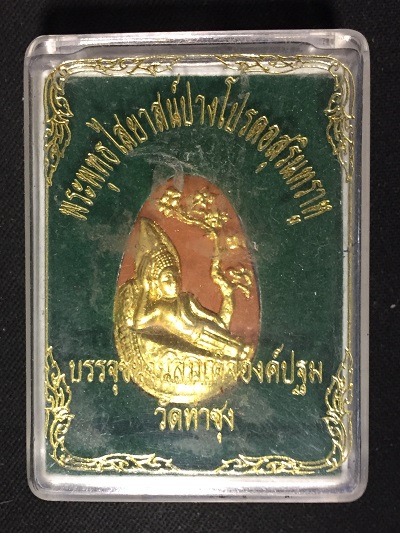 พระพุทธไสยาสน์ปางโปรดอสุรินทราหู
บรรจุ องค์ปฐม
วัดท่าซุง